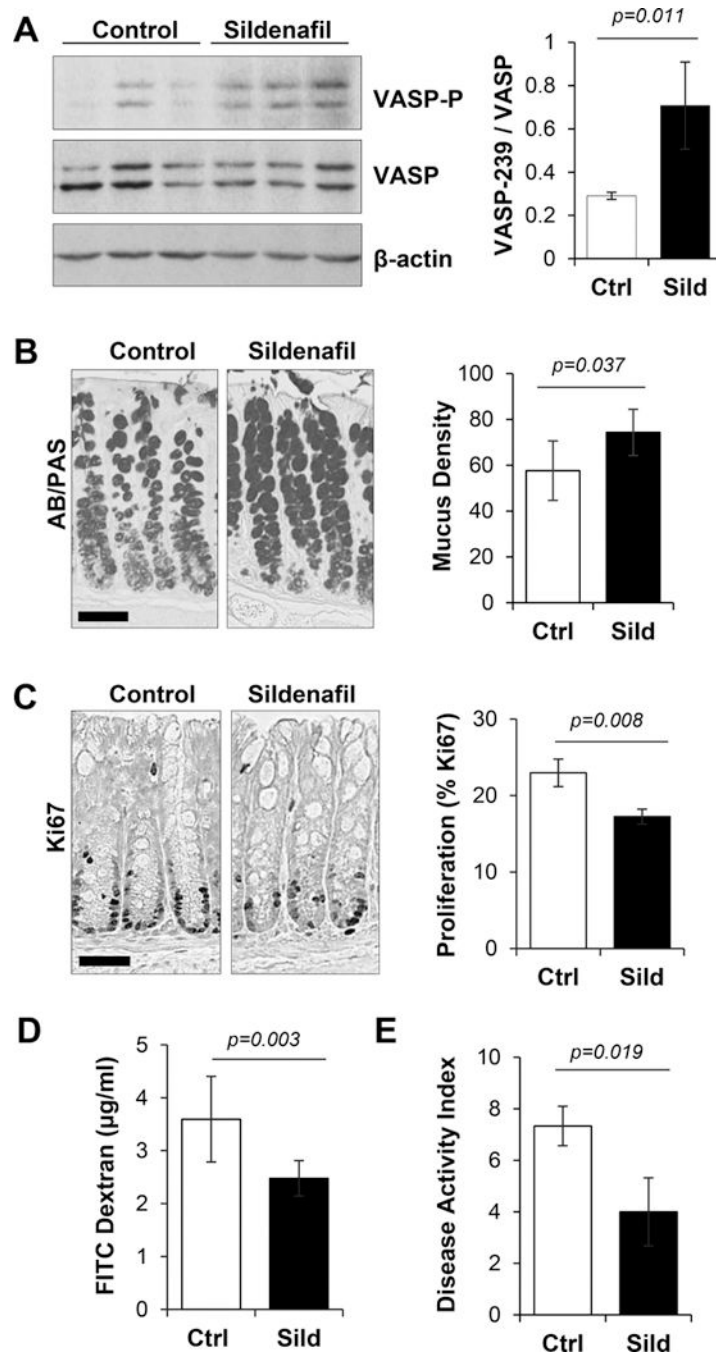 A
Control Sildenafil
VASP-P
VASP
β-actin
p=0.011
VASP-239 / VASP
1
0.8
0.6
0.4
0.2
0
Ctrl Sild
B
Control Sildenafil
AB/PAS
p=0.037
Mucus Density
100
80
60
40
20
0
Ctrl Sild
C
Control Sildenafil
Ki67
p=0.008
Proliferation (% Ki67)
30
20
10
0
Ctrl Sild
D
p=0.003
FITC Dextran (µg/ml)
5
4
3
2
1
0
Ctrl Sild
E
p=0.019
Disease Activity Index
10
8
6
4
2
0
Ctrl Sild